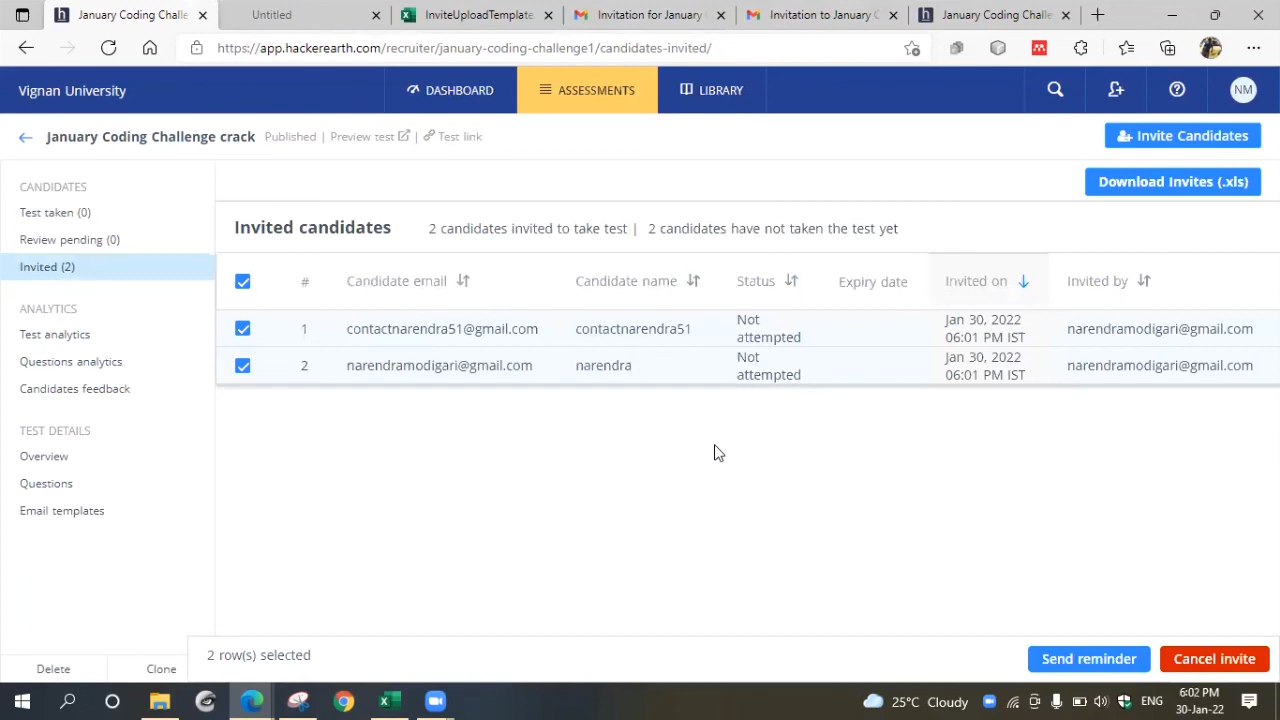 January Coding Challe
Untitled
InviteUploadTemplate
Invitation for January
Invitation to January C
January Coding Challe
https://app.hackerearth.com/recruiter/january-coding-challenge1/candidates-invited/
Vignan University
DASHBOARD
ASSESSMENTS
LIBRARY
NM
January Coding Challenge crack Published | Preview test | Test link
Invite Candidates
Download Invites (.xls)
CANDIDATES
Test taken (0)
Review pending (0)
Invited (2)
ANALYTICS
Test analytics
Questions analytics
Candidates feedback
TEST DETAILS
Overview
Questions
Email templates
Delete
Clone
Invited candidates 2 candidates invited to take test | 2 candidates have not taken the test yet
# Candidate email Candidate name Status Expiry date Invited on Invited by
1 contactnarendra51@gmail.com contactnarendra51 Not attempted Jan 30, 2022 06:01 PM IST narendramodigari@gmail.com
2 narendramodigari@gmail.com narendra Not attempted Jan 30, 2022 06:01 PM IST narendramodigari@gmail.com
2 row(s) selected
Send reminder
Cancel invite
25°C Cloudy
ENG
6:02 PM
30-Jan-22